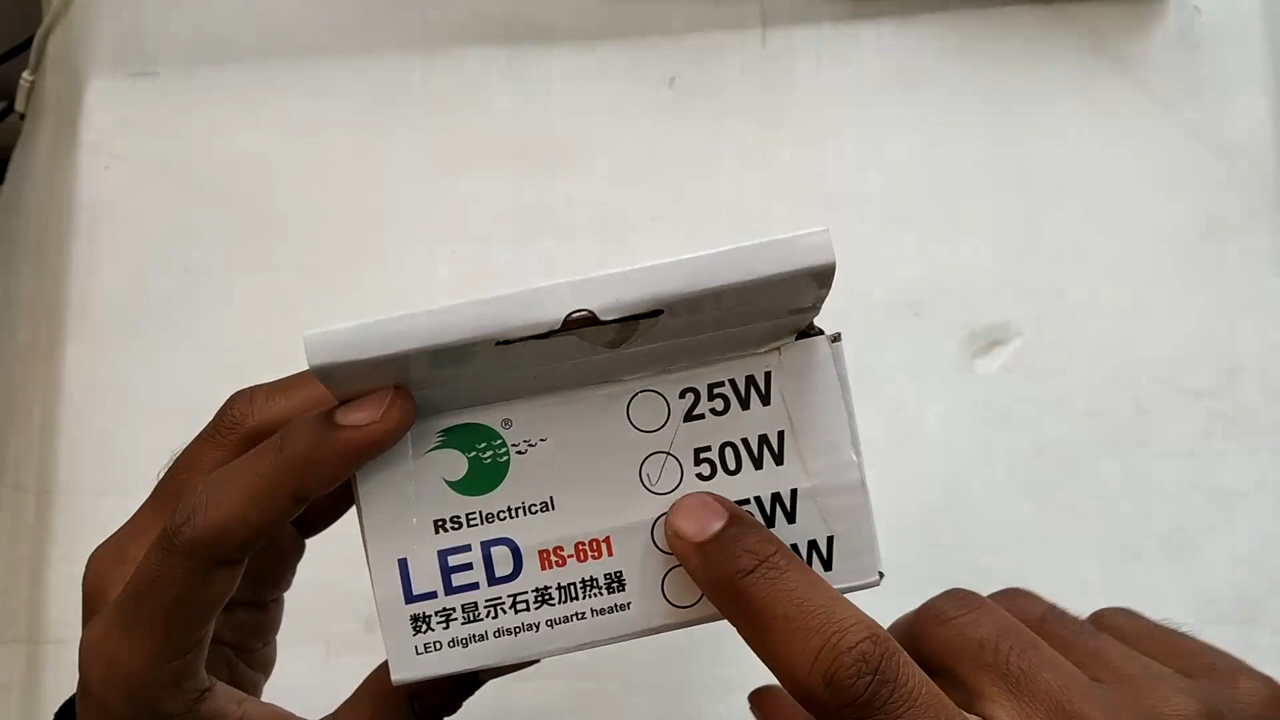 ®
RSElectrical
LED RS-691
数字显示石英加热器
LED digital display quartz heater
25W
50W
5W
W